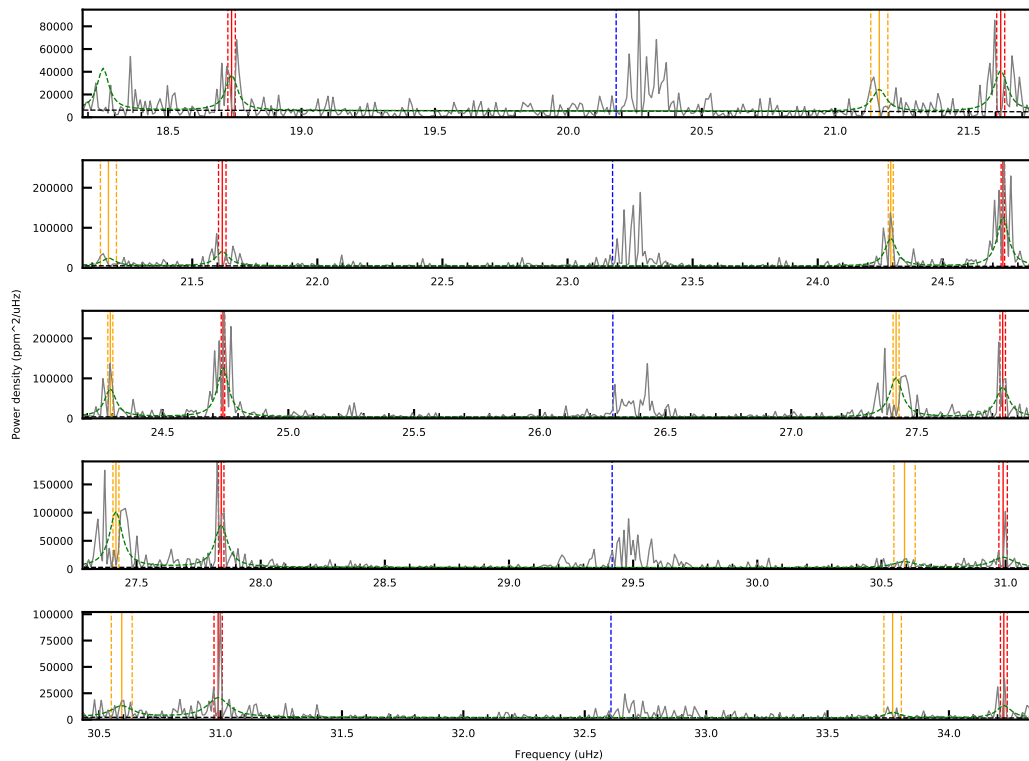 80000
60000
40000
20000
0
18.5 19.0 19.5 20.0 20.5 21.0 21.5
200000
100000
0
21.5 22.0 22.5 23.0 23.5 24.0 24.5
Power density (ppm^2/uHz)
200000
100000
0
24.5 25.0 25.5 26.0 26.5 27.0 27.5
150000
100000
50000
0
27.5 28.0 28.5 29.0 29.5 30.0 30.5 31.0
100000
75000
50000
25000
0
30.5 31.0 31.5 32.0 32.5 33.0 33.5 34.0
Frequency (uHz)